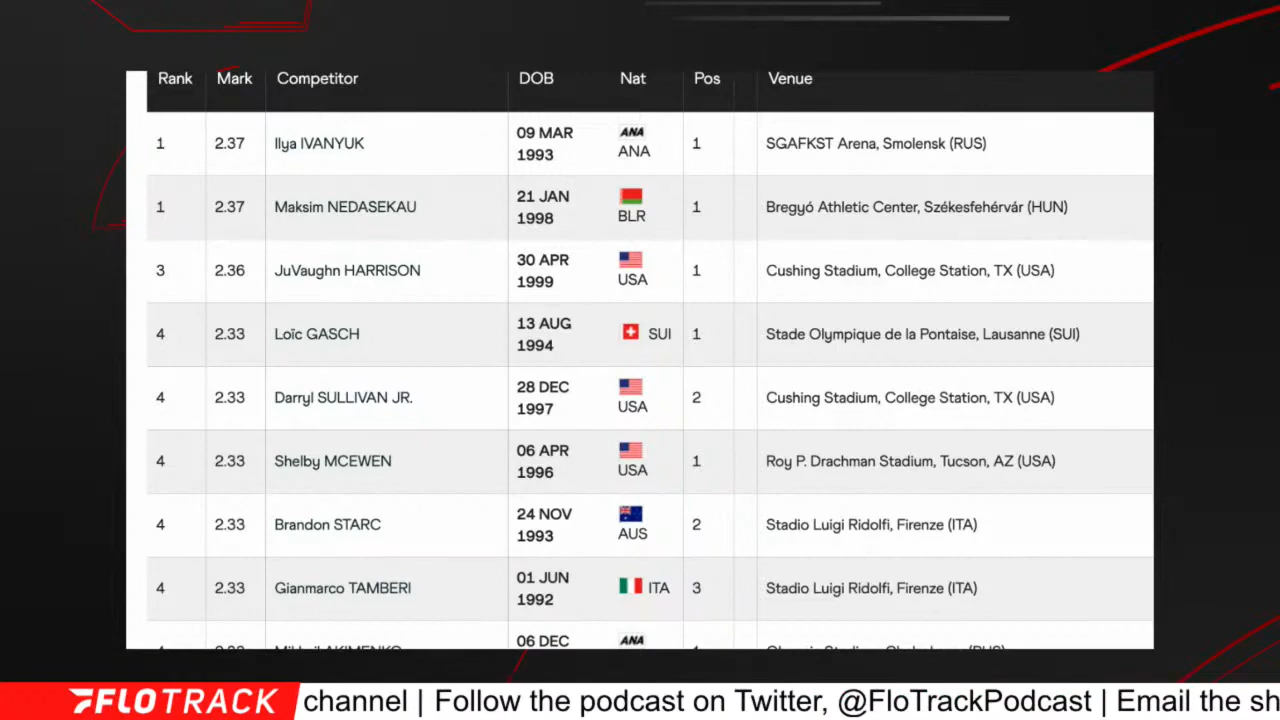 Rank Mark Competitor DOB Nat Pos Venue
1 2.37 Ilya IVANYUK 09 MAR 1993 ANA ANA 1 SGAFKST Arena, Smolensk (RUS)
1 2.37 Maksim NEDASEKAU 21 JAN 1998 BLR 1 Bregyó Athletic Center, Székesfehérvár (HUN)
3 2.36 JuVaughn HARRISON 30 APR 1999 USA 1 Cushing Stadium, College Station, TX (USA)
4 2.33 Loïc GASCH 13 AUG 1994 SUI 1 Stade Olympique de la Pontaise, Lausanne (SUI)
4 2.33 Darryl SULLIVAN JR. 28 DEC 1997 USA 2 Cushing Stadium, College Station, TX (USA)
4 2.33 Shelby MCEWEN 06 APR 1996 USA 1 Roy P. Drachman Stadium, Tucson, AZ (USA)
4 2.33 Brandon STARC 24 NOV 1993 AUS 2 Stadio Luigi Ridolfi, Firenze (ITA)
4 2.33 Gianmarco TAMBERI 01 JUN 1992 ITA 3 Stadio Luigi Ridolfi, Firenze (ITA)
06 DEC ANA
FLOTRACK channel | Follow the podcast on Twitter, @FloTrackPodcast | Email the sh